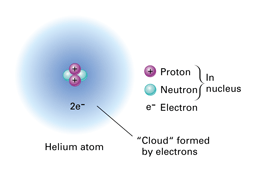 + Proton
+ Neutron
In
nucleus
2e⁻
e⁻ Electron
"Cloud" formed
by electrons
Helium atom